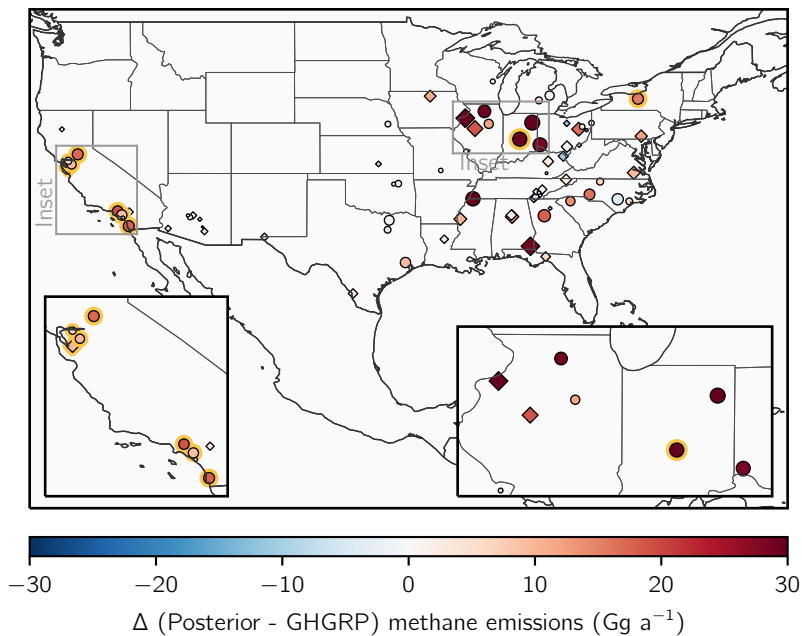 Inset
Inset
−30 −20 −10 0 10 20 30
Δ (Posterior - GHGRP) methane emissions (Gg a⁻¹)